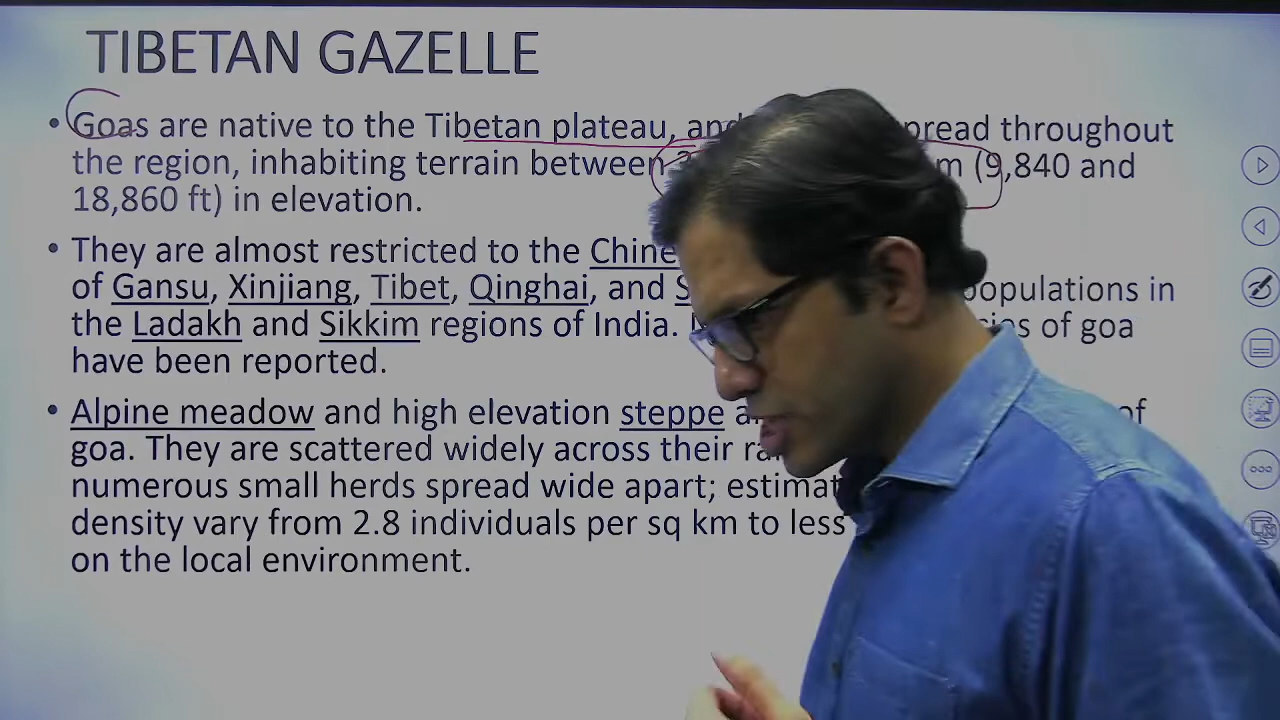 TIBETAN GAZELLE
• Goas are native to the Tibetan plateau, and spread throughout
the region, inhabiting terrain between m (9,840 and
18,860 ft) in elevation.
• They are almost restricted to the
of Gansu, Xinjiang, Tibet, Qinghai, and populations in
the Ladakh and Sikkim regions of India. of goa
have been reported.
• Alpine meadow and high elevation steppe of
goa. They are scattered widely across their
numerous small herds spread wide apart;
density vary from 2.8 individuals per sq km to less
on the local environment.